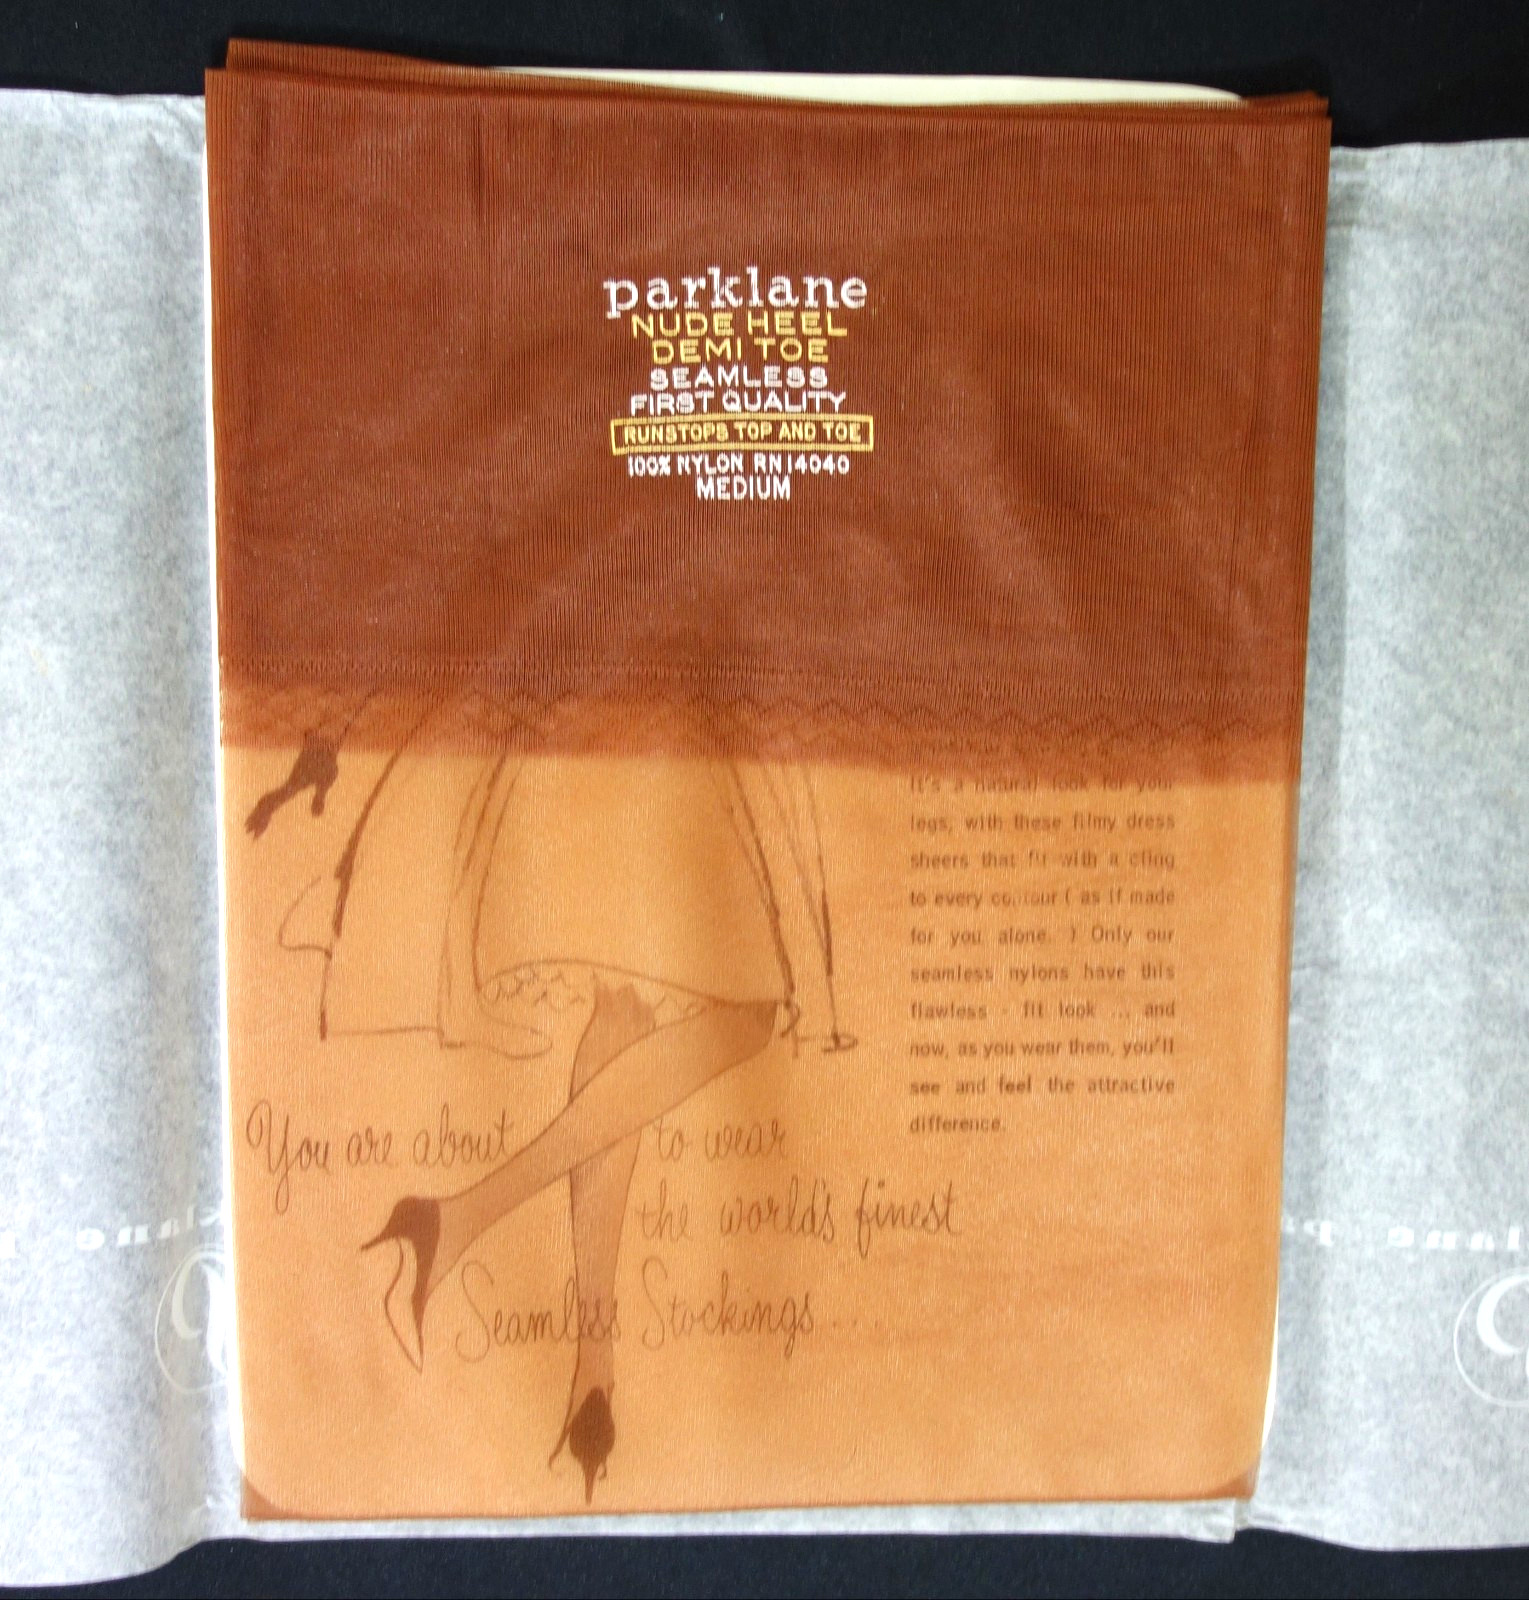 parklane
NUDE HEEL
DEMI TOE
SEAMLESS
FIRST QUALITY
RUNSTOPS TOP AND TOE
100% NYLON RN 14040
MEDIUM
It's a natural look for your
legs, with these filmy dress
sheers that fit with a cling
to every contour ( as if made
for you alone. ) Only our
seamless nylons have this
flawless - fit look ... and
now, as you wear them, you'll
see and feel the attractive
difference.
You are about to wear
the world's finest
Seamless Stockings...